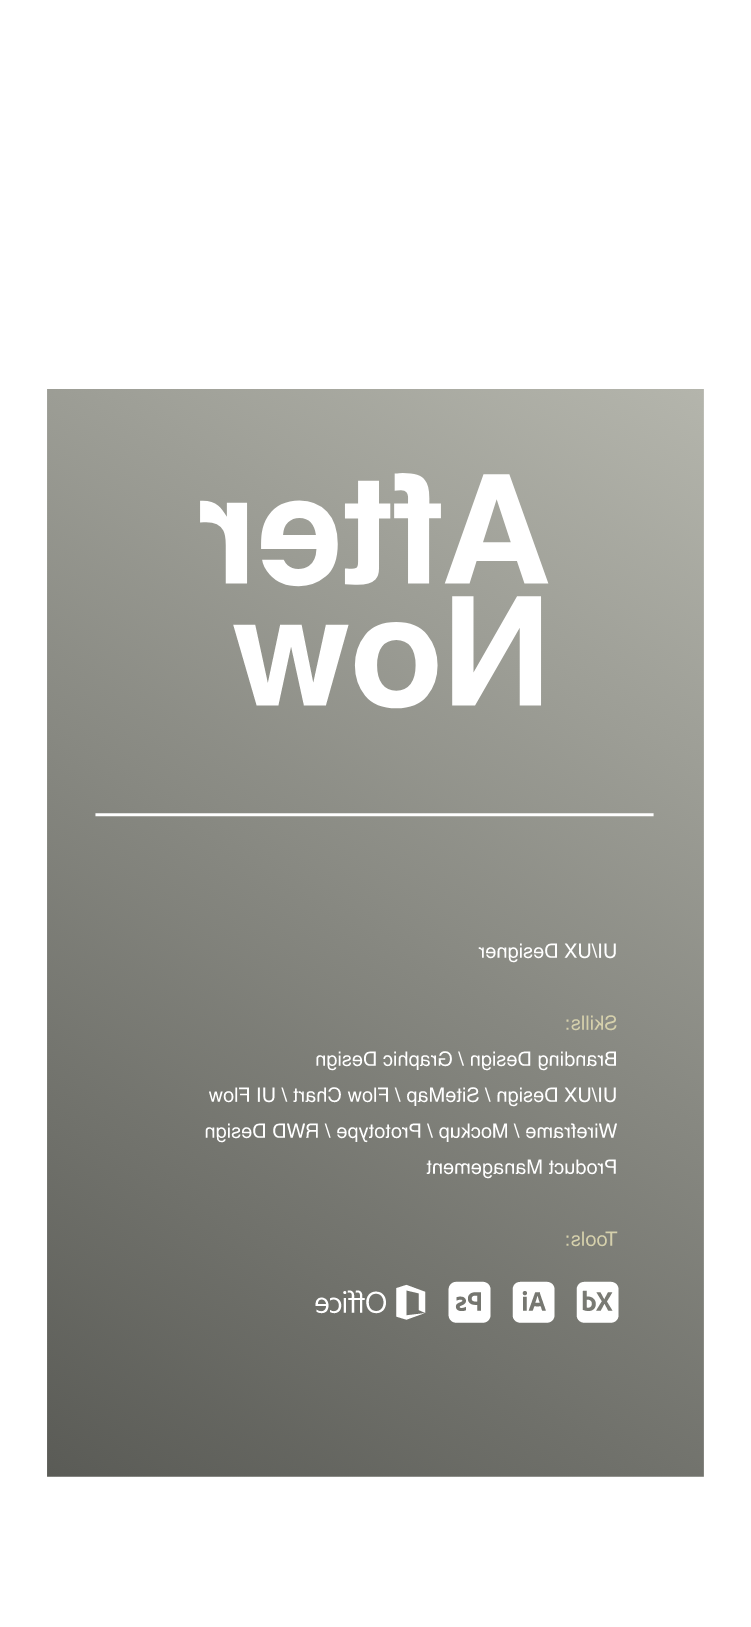 After
Now
UI/UX Designer
Skills:
Branding Design / Graphic Design
UI/UX Design / SiteMap / Flow Chart / UI Flow
Wireframe / Mockup / Prototype / RWD Design
Product Management
Tools:
Xd Ai Ps Office